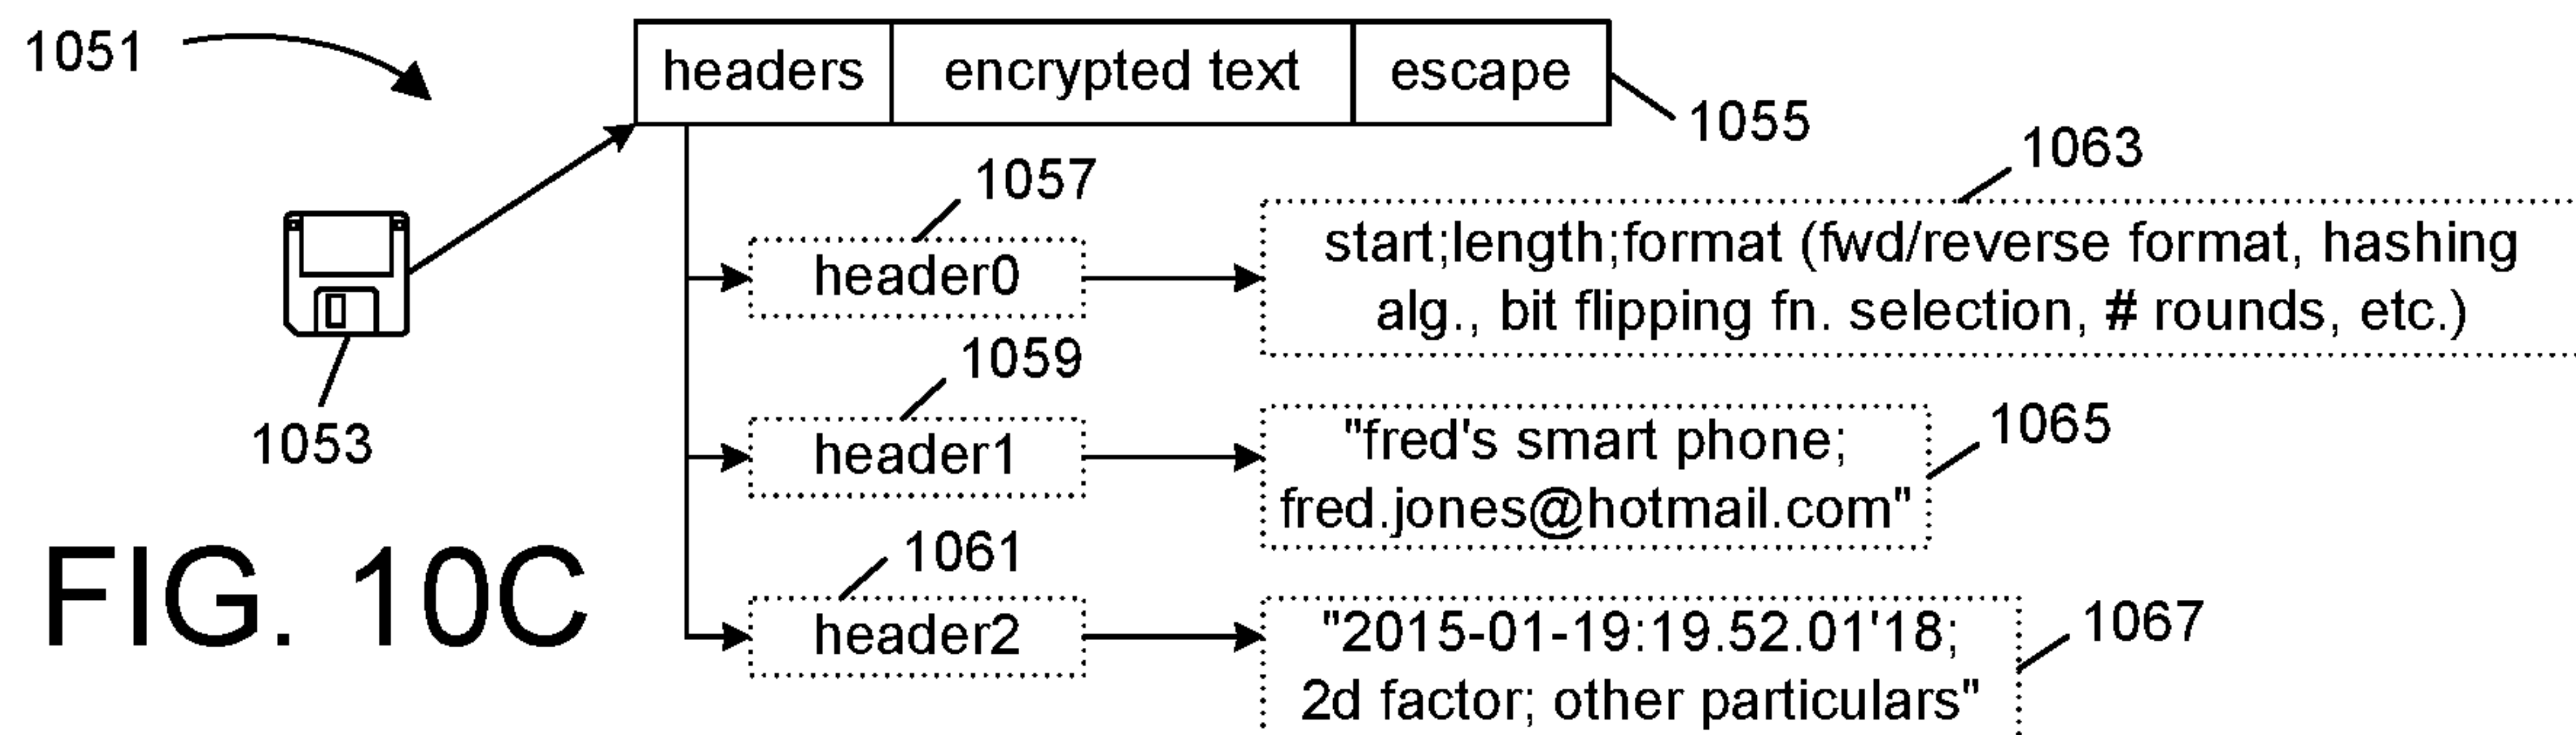 1051
headers encrypted text escape
1055
1063
1057
start;length;format (fwd/reverse format, hashing
alg., bit flipping fn. selection, # rounds, etc.)
header0
1059
1053
1065
"fred's smart phone;
fred.jones@hotmail.com"
header1
FIG. 10C
1061
1067
"2015-01-19:19.52.01'18;
2d factor; other particulars"
header2